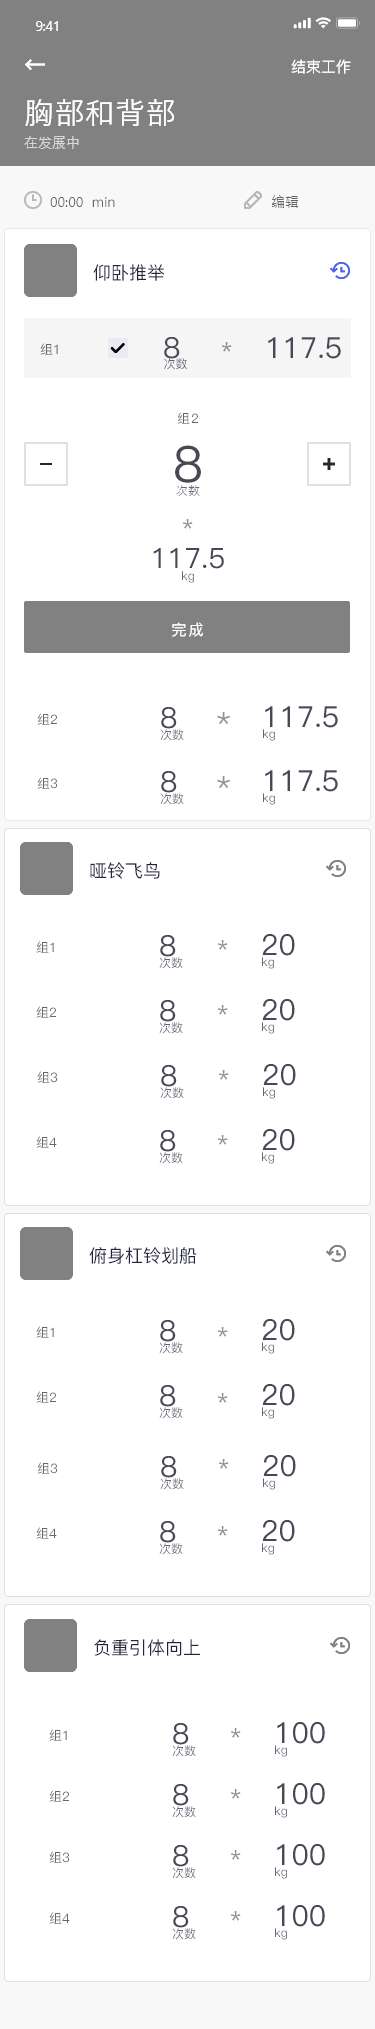 9:41
结束工作
胸部和背部
在发展中
00:00 min 编辑
仰卧推举
组1 8 * 117.5
次数
组2
8
次数
*
117.5
kg
完成
组2 8 * 117.5
次数 kg
组3 8 * 117.5
次数 kg
哑铃飞鸟
组1 8 * 20
次数 kg
组2 8 * 20
次数 kg
组3 8 * 20
次数 kg
组4 8 * 20
次数 kg
俯身杠铃划船
组1 8 * 20
次数 kg
组2 8 * 20
次数 kg
组3 8 * 20
次数 kg
组4 8 * 20
次数 kg
负重引体向上
组1 8 * 100
次数 kg
组2 8 * 100
次数 kg
组3 8 * 100
次数 kg
组4 8 * 100
次数 kg